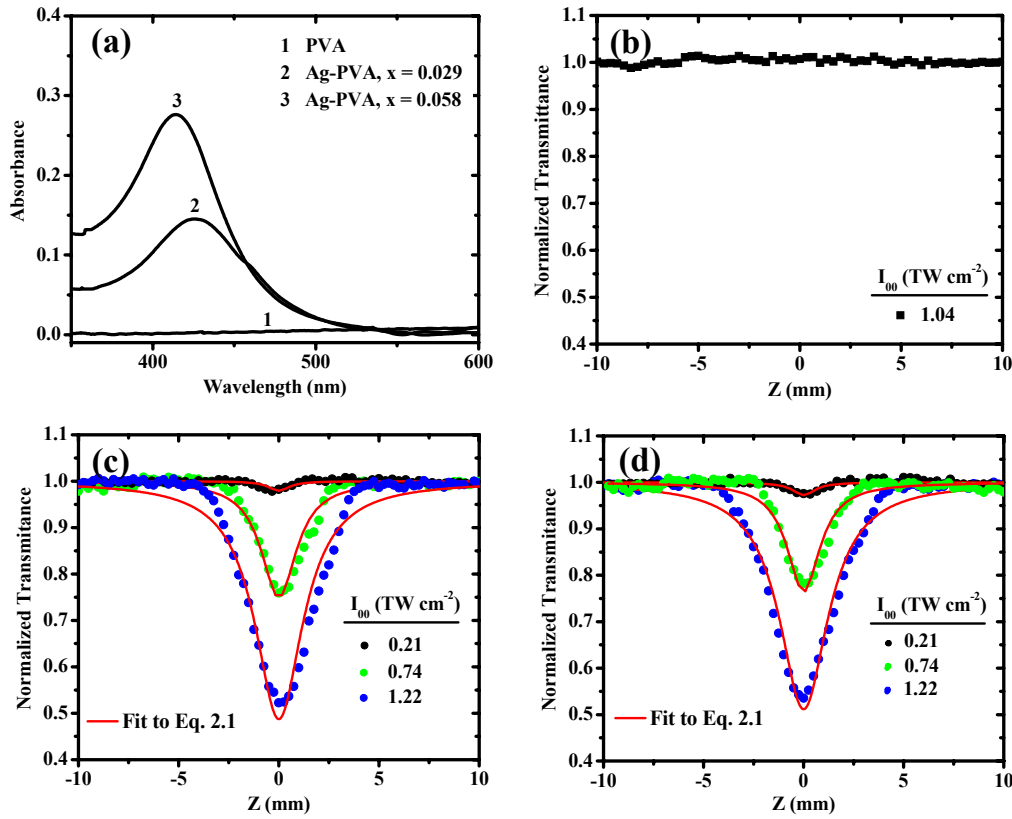 (a)
1 PVA
2 Ag-PVA, x = 0.029
3 Ag-PVA, x = 0.058
3
2
1
0.4
0.3
0.2
0.1
0.0
Absorbance
400
500
600
Wavelength (nm)
(b)
1.1
1.0
0.9
0.8
0.7
1.0
0.5
0.4
Normalized Transmittance
I00 (TW cm-2)
1.04
-10
-5
0
5
10
Z (mm)
(c)
1.1
1.0
0.9
0.8
0.7
0.6
0.5
0.4
Normalized Transmitance
I00 (TW cm-2)
0.21
0.74
1.22
Fit to Eq. 2.1
-10
-5
0
5
10
Z (mm)
(d)
1.1
1.0
0.9
0.8
0.7
0.6
0.5
0.4
Normalized Transmitance
I00 (TW cm-2)
0.21
0.74
1.22
Fit to Eq. 2.1
-10
-5
0
5
10
Z (mm)